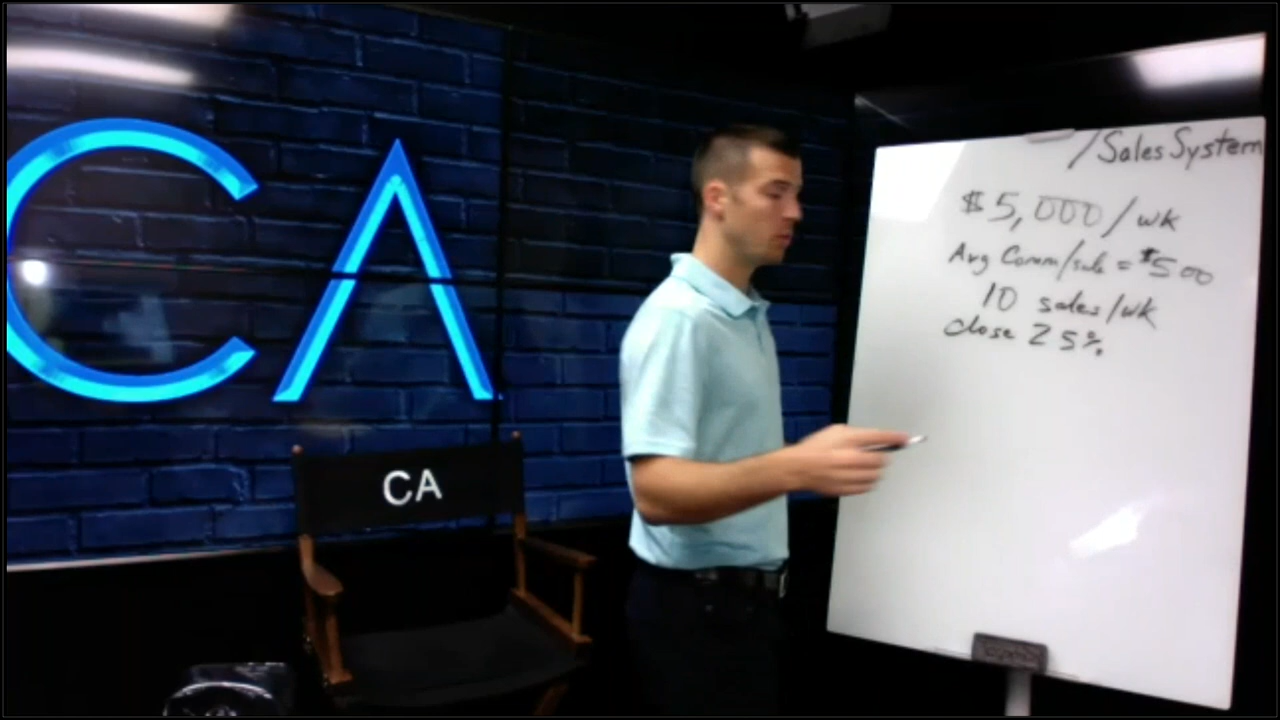 CA
CA
/Sales System
$5,000/wk
Avg Comm/sale = $500
10 sales/wk
close 25%